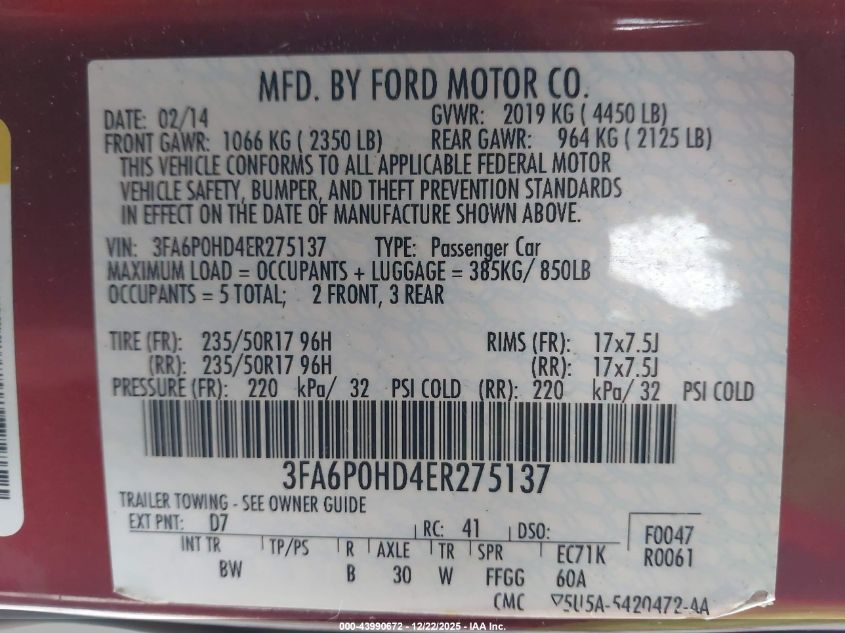 MFD. BY FORD MOTOR CO.
DATE: 02/14 GVWR: 2019 KG ( 4450 LB)
FRONT GAWR: 1066 KG ( 2350 LB) REAR GAWR: 964 KG ( 2125 LB)
THIS VEHICLE CONFORMS TO ALL APPLICABLE FEDERAL MOTOR
VEHICLE SAFETY, BUMPER, AND THEFT PREVENTION STANDARDS
IN EFFECT ON THE DATE OF MANUFACTURE SHOWN ABOVE.
VIN: 3FA6P0HD4ER275137 TYPE: Passenger Car
MAXIMUM LOAD = OCCUPANTS + LUGGAGE = 385KG/ 850LB
OCCUPANTS = 5 TOTAL; 2 FRONT, 3 REAR
TIRE (FR): 235/50R17 96H RIMS (FR): 17x7.5J
(RR): 235/50R17 96H (RR): 17x7.5J
PRESSURE (FR): 220 kPa/ 32 PSI COLD (RR): 220 kPa/ 32 PSI COLD
3FA6P0HD4ER275137
TRAILER TOWING - SEE OWNER GUIDE
EXT PNT: D7 RC: 41 DSO: F0047
R0061
INT TR TP/PS R AXLE TR SPR EC71K
BW B 30 W FFGG 60A
CMC 5U5A-5420472-AA
000-43990672 - 12/22/2025 - IAA Inc.